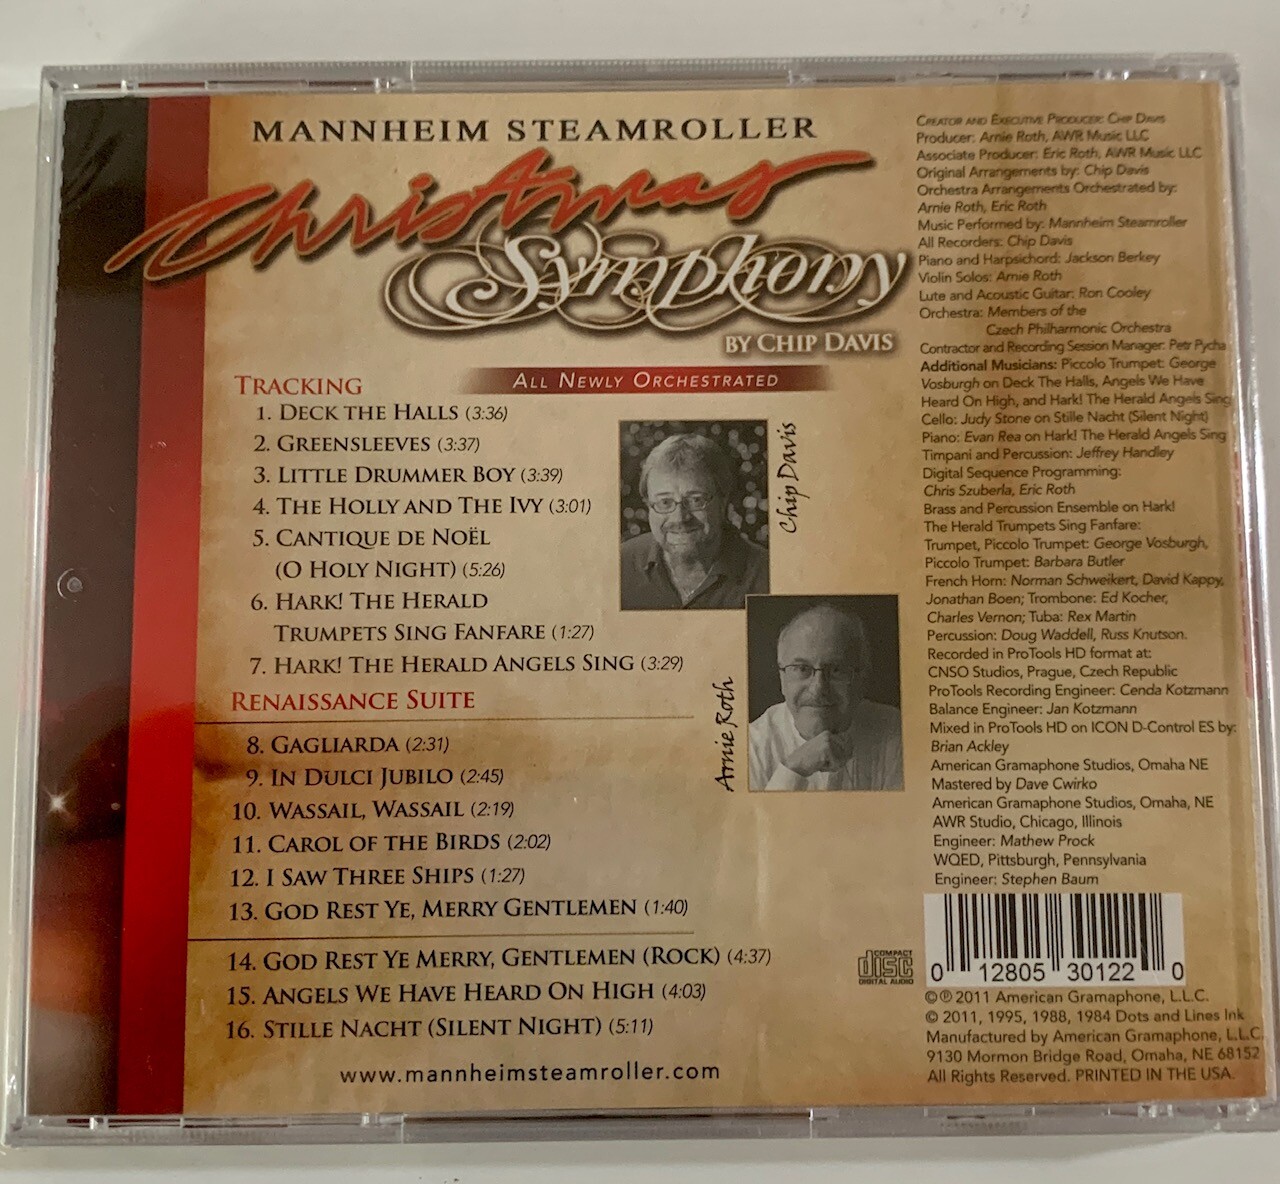 MANNHEIM STEAMROLLER
Christmas
Symphony
BY CHIP DAVIS
ALL NEWLY ORCHESTRATED
TRACKING
1. DECK THE HALLS (3:36)
2. GREENSLEEVES (3:37)
3. LITTLE DRUMMER BOY (3:39)
4. THE HOLLY AND THE IVY (3:01)
5. CANTIQUE DE NOËL
(O HOLY NIGHT) (5:26)
6. HARK! THE HERALD
TRUMPETS SING FANFARE (1:27)
7. HARK! THE HERALD ANGELS SING (3:29)
RENAISSANCE SUITE
8. GAGLIARDA (2:31)
9. IN DULCI JUBILO (2:45)
10. WASSAIL, WASSAIL (2:19)
11. CAROL OF THE BIRDS (2:02)
12. I SAW THREE SHIPS (1:27)
13. GOD REST YE, MERRY GENTLEMEN (1:40)
14. GOD REST YE MERRY, GENTLEMEN (ROCK) (4:37)
15. ANGELS WE HAVE HEARD ON HIGH (4:03)
16. STILLE NACHT (SILENT NIGHT) (5:11)
www.mannheimsteamroller.com
Chip Davis
Arnie Roth
CREATOR AND EXECUTIVE PRODUCER: CHIP DAVIS
Producer: Arnie Roth, AWR Music LLC
Associate Producer: Eric Roth, AWR Music LLC
Original Arrangements by: Chip Davis
Orchestra Arrangements Orchestrated by:
Arnie Roth, Eric Roth
Music Performed by: Mannheim Steamroller
All Recorders: Chip Davis
Piano and Harpsichord: Jackson Berkey
Violin Solos: Arnie Roth
Lute and Acoustic Guitar: Ron Cooley
Orchestra: Members of the
Czech Philharmonic Orchestra
Contractor and Recording Session Manager: Petr Pycha
Additional Musicians: Piccolo Trumpet: George
Vosburgh on Deck The Halls, Angels We Have
Heard On High, and Hark! The Herald Angels Sing
Cello: Judy Stone on Stille Nacht (Silent Night)
Piano: Evan Rea on Hark! The Herald Angels Sing
Timpani and Percussion: Jeffrey Handley
Digital Sequence Programming:
Chris Szuberla, Eric Roth
Brass and Percussion Ensemble on Hark!
The Herald Trumpets Sing Fanfare:
Trumpet, Piccolo Trumpet: George Vosburgh,
Piccolo Trumpet: Barbara Butler
French Horn: Norman Schweikert, David Kappy,
Jonathan Boen; Trombone: Ed Kocher,
Charles Vernon; Tuba: Rex Martin
Percussion: Doug Waddell, Russ Knutson.
Recorded in ProTools HD format at:
CNSO Studios, Prague, Czech Republic
ProTools Recording Engineer: Cenda Kotzmann
Balance Engineer: Jan Kotzmann
Mixed in ProTools HD on ICON D-Control ES by:
Brian Ackley
American Gramaphone Studios, Omaha NE
Mastered by Dave Cwirko
American Gramaphone Studios, Omaha, NE
AWR Studio, Chicago, Illinois
Engineer: Mathew Prock
WQED, Pittsburgh, Pennsylvania
Engineer: Stephen Baum
COMPACT
disc
DIGITAL AUDIO
0 12805 30122 0
©℗ 2011 American Gramaphone, L.L.C.
© 2011, 1995, 1988, 1984 Dots and Lines Ink
Manufactured by American Gramaphone, L.L.C.
9130 Mormon Bridge Road, Omaha, NE 68152
All Rights Reserved. PRINTED IN THE USA.